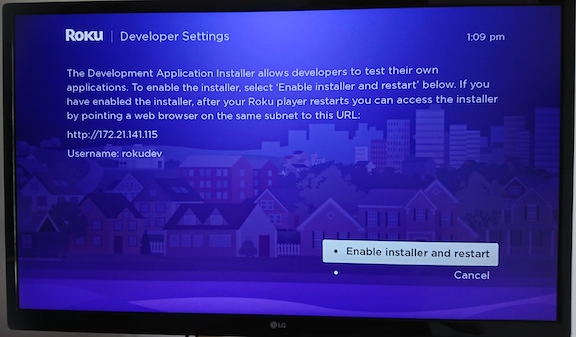 Roku | Developer Settings
1:09 pm
The Development Application Installer allows developers to test their own
applications. To enable the installer, select 'Enable installer and restart' below. If you
have enabled the installer, after your Roku player restarts you can access the installer
by pointing a web browser on the same subnet to this URL:
http://172.21.141.115
Username: rokudev
• Enable installer and restart
• Cancel
LG